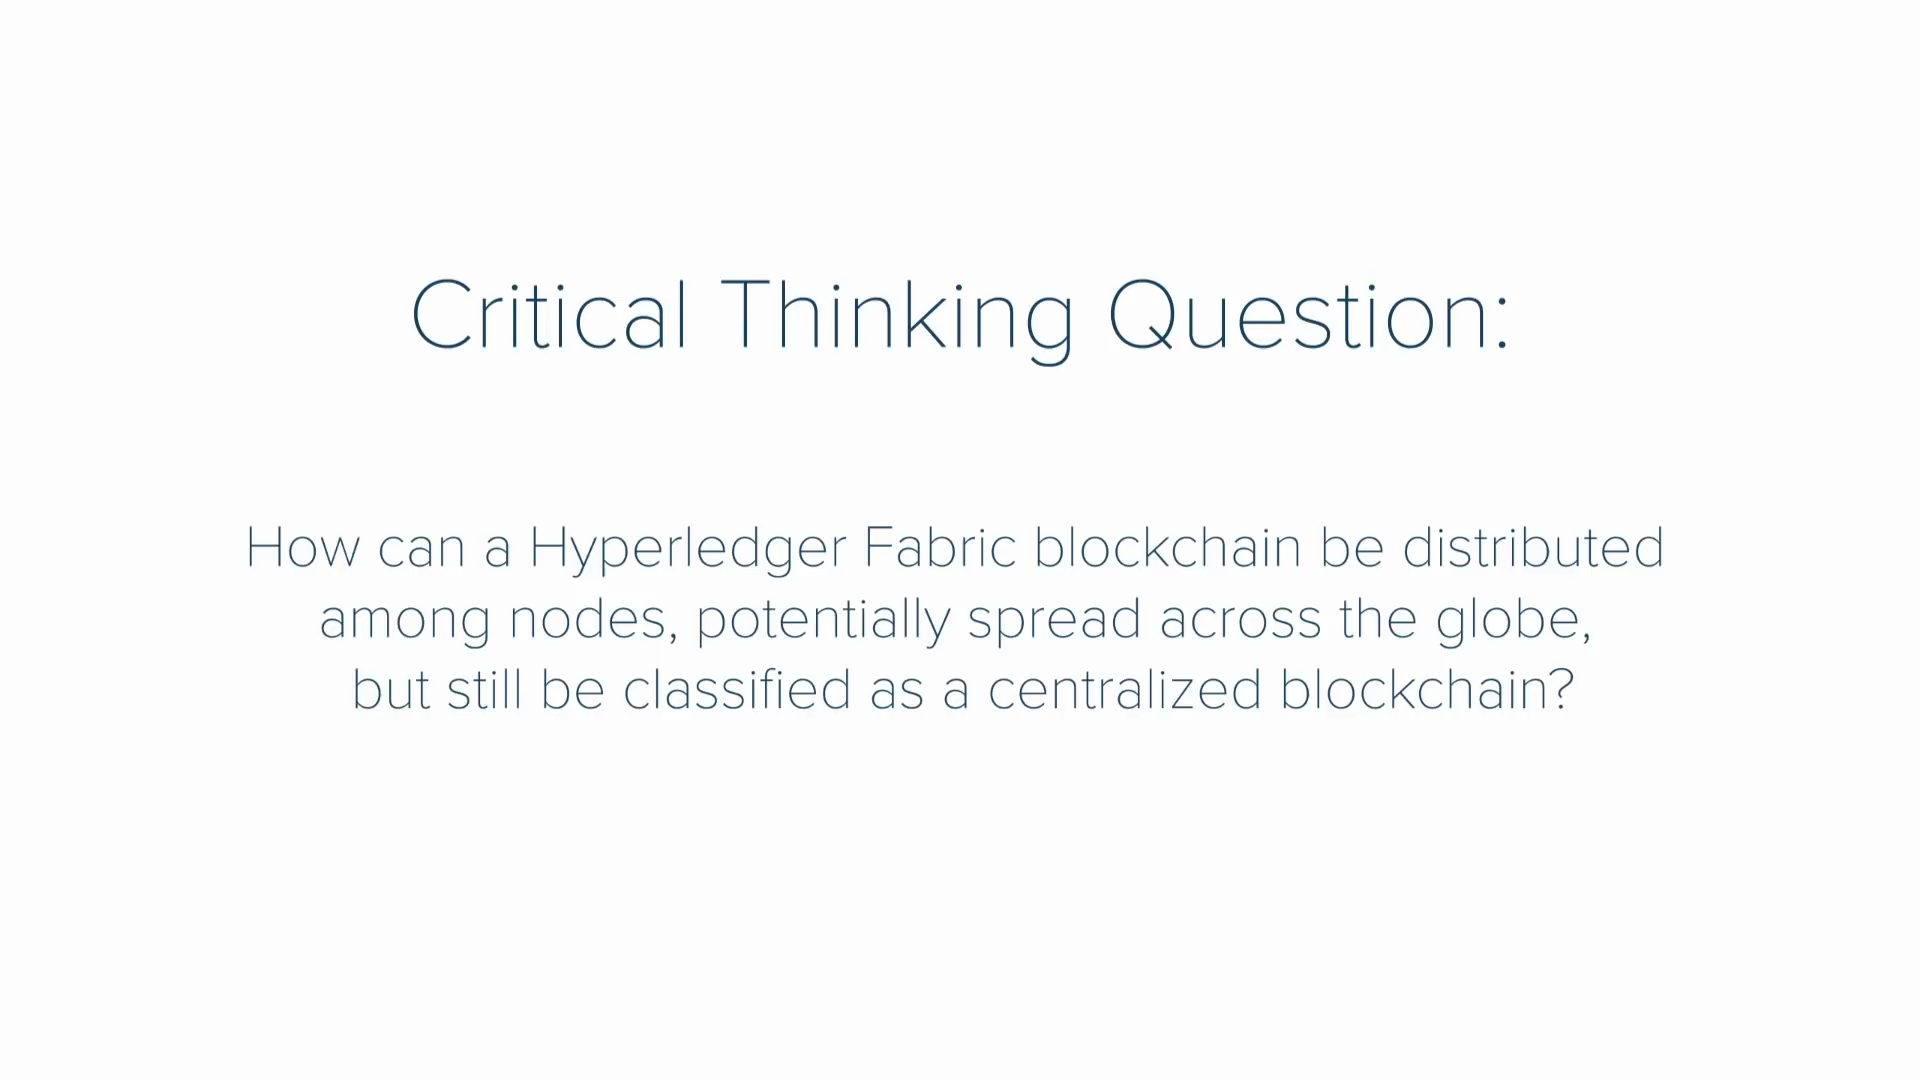 Critical Thinking Question:
How can a Hyperledger Fabric blockchain be distributed
among nodes, potentially spread across the globe,
but still be classified as a centralized blockchain?